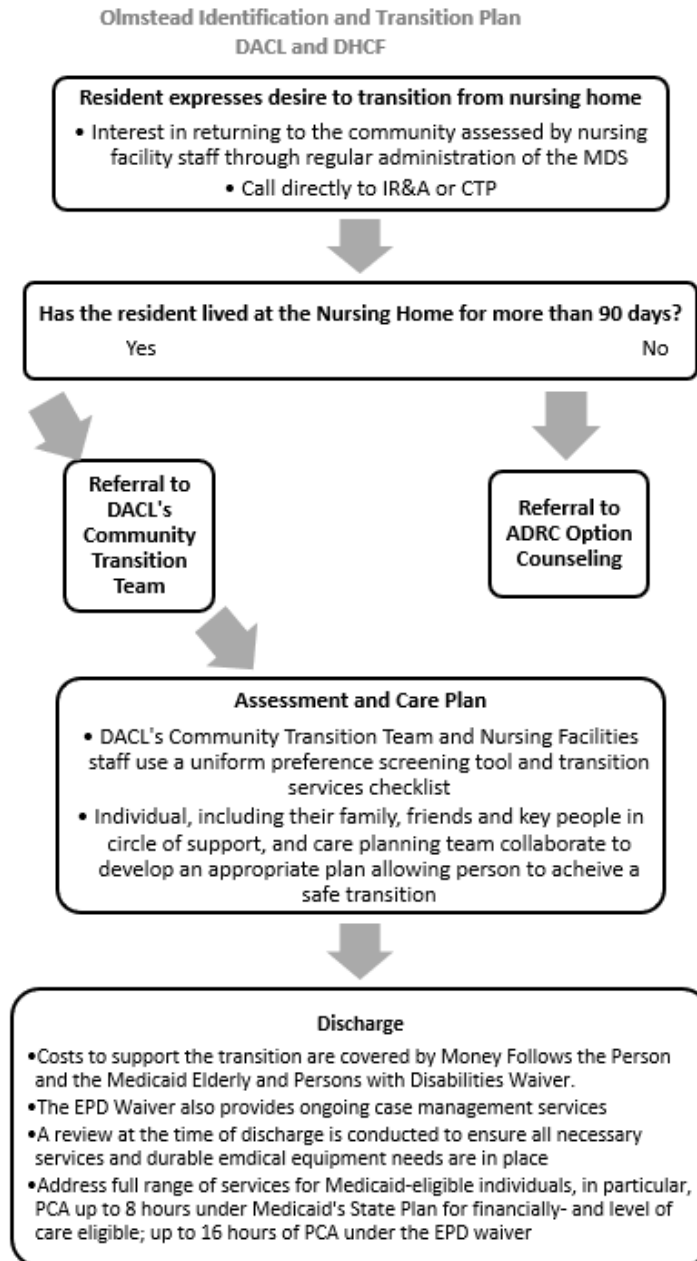 Olmstead Identification and Transition Plan
DACL and DHCF
Resident expresses desire to transition from nursing home
• Interest in returning to the community assessed by nursing
facility staff through regular administration of the MDS
• Call directly to IR&A or CTP
Has the resident lived at the Nursing Home for more than 90 days?
Yes No
Referral to
DACL's
Community
Transition
Team
Referral to
ADRC Option
Counseling
Assessment and Care Plan
• DACL's Community Transition Team and Nursing Facilities
staff use a uniform preference screening tool and transition
services checklist
• Individual, including their family, friends and key people in
circle of support, and care planning team collaborate to
develop an appropriate plan allowing person to acheive a
safe transition
Discharge
•Costs to support the transition are covered by Money Follows the Person
and the Medicaid Elderly and Persons with Disabilities Waiver.
•The EPD Waiver also provides ongoing case management services
•A review at the time of discharge is conducted to ensure all necessary
services and durable emdical equipment needs are in place
•Address full range of services for Medicaid-eligible individuals, in particular,
PCA up to 8 hours under Medicaid's State Plan for financially- and level of
care eligible; up to 16 hours of PCA under the EPD waiver